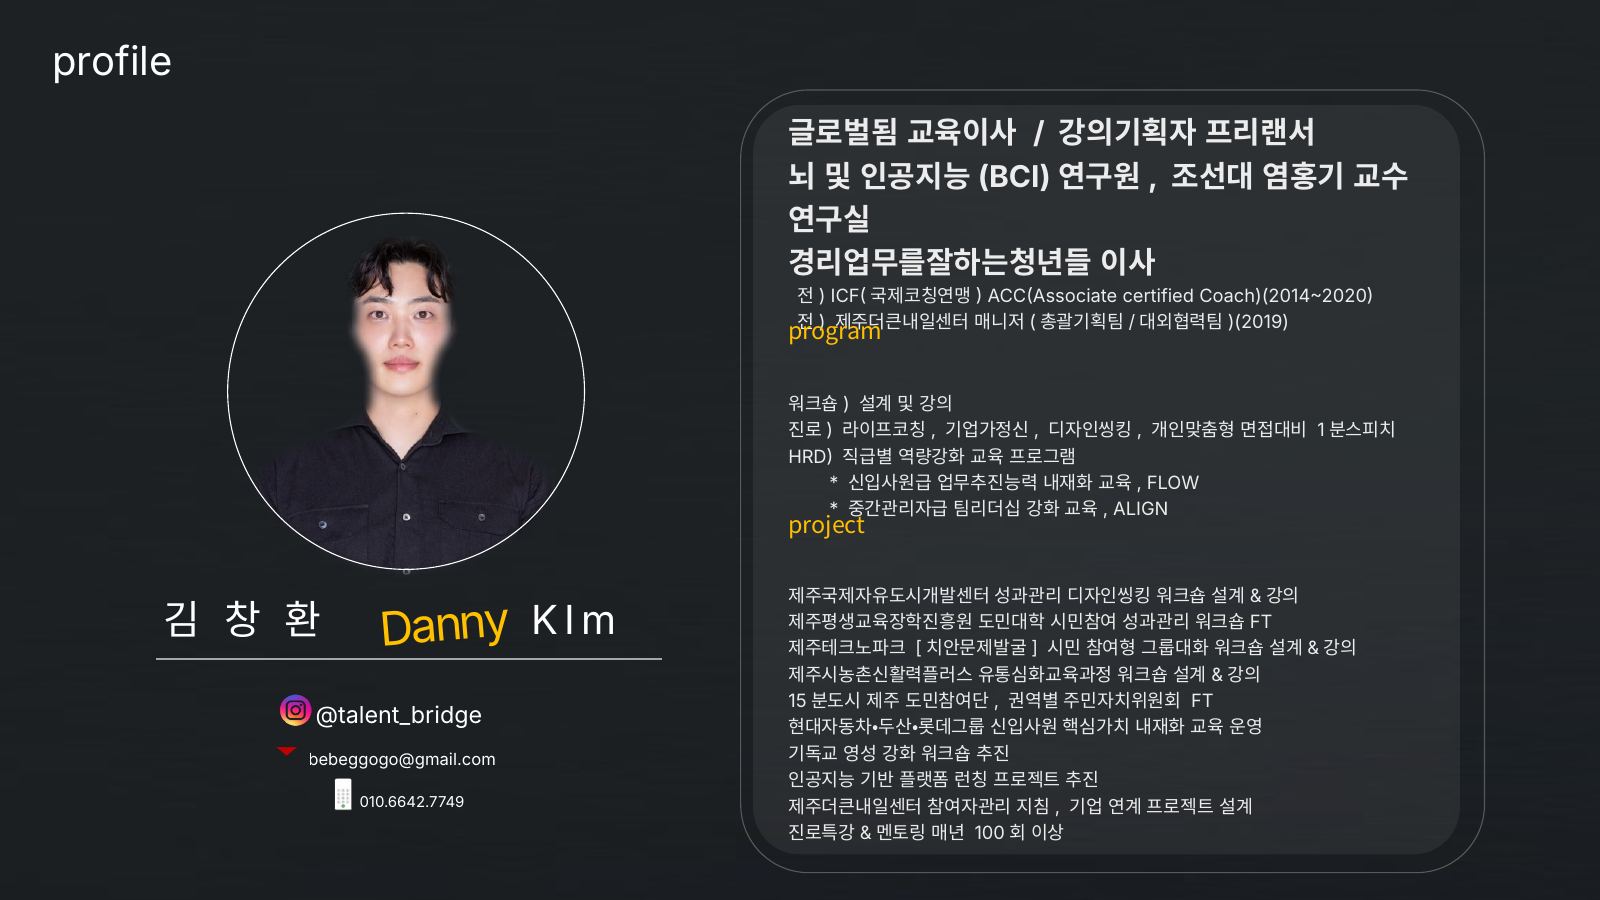 profile
글로벌됨 교육이사 / 강의기획자 프리랜서
뇌 및 인공지능 (BCI) 연구원 , 조선대 염홍기 교수
연구실
경리업무를잘하는청년들 이사
전 ) ICF( 국제코칭연맹 ) ACC(Associate certified Coach)(2014~2020)
전 ) 제주더큰내일센터 매니저 ( 총괄기획팀 / 대외협력팀 )(2019)
program
워크숍 ) 설계 및 강의
진로 ) 라이프코칭 , 기업가정신 , 디자인씽킹 , 개인맞춤형 면접대비 1 분스피치
HRD) 직급별 역량강화 교육 프로그램
* 신입사원급 업무추진능력 내재화 교육 , FLOW
* 중간관리자급 팀리더십 강화 교육 , ALIGN
project
제주국제자유도시개발센터 성과관리 디자인씽킹 워크숍 설계 & 강의
제주평생교육장학진흥원 도민대학 시민참여 성과관리 워크숍 FT
제주테크노파크 [ 치안문제발굴 ] 시민 참여형 그룹대화 워크숍 설계 & 강의
제주시농촌신활력플러스 유통심화교육과정 워크숍 설계 & 강의
15 분도시 제주 도민참여단 , 권역별 주민자치위원회 FT
현대자동차•두산•롯데그룹 신입사원 핵심가치 내재화 교육 운영
기독교 영성 강화 워크숍 추진
인공지능 기반 플랫폼 런칭 프로젝트 추진
제주더큰내일센터 참여자관리 지침 , 기업 연계 프로젝트 설계
진로특강 & 멘토링 매년 100 회 이상
김 창 환 Danny KIm
@talent_bridge
bebeggogo@gmail.com
010.6642.7749